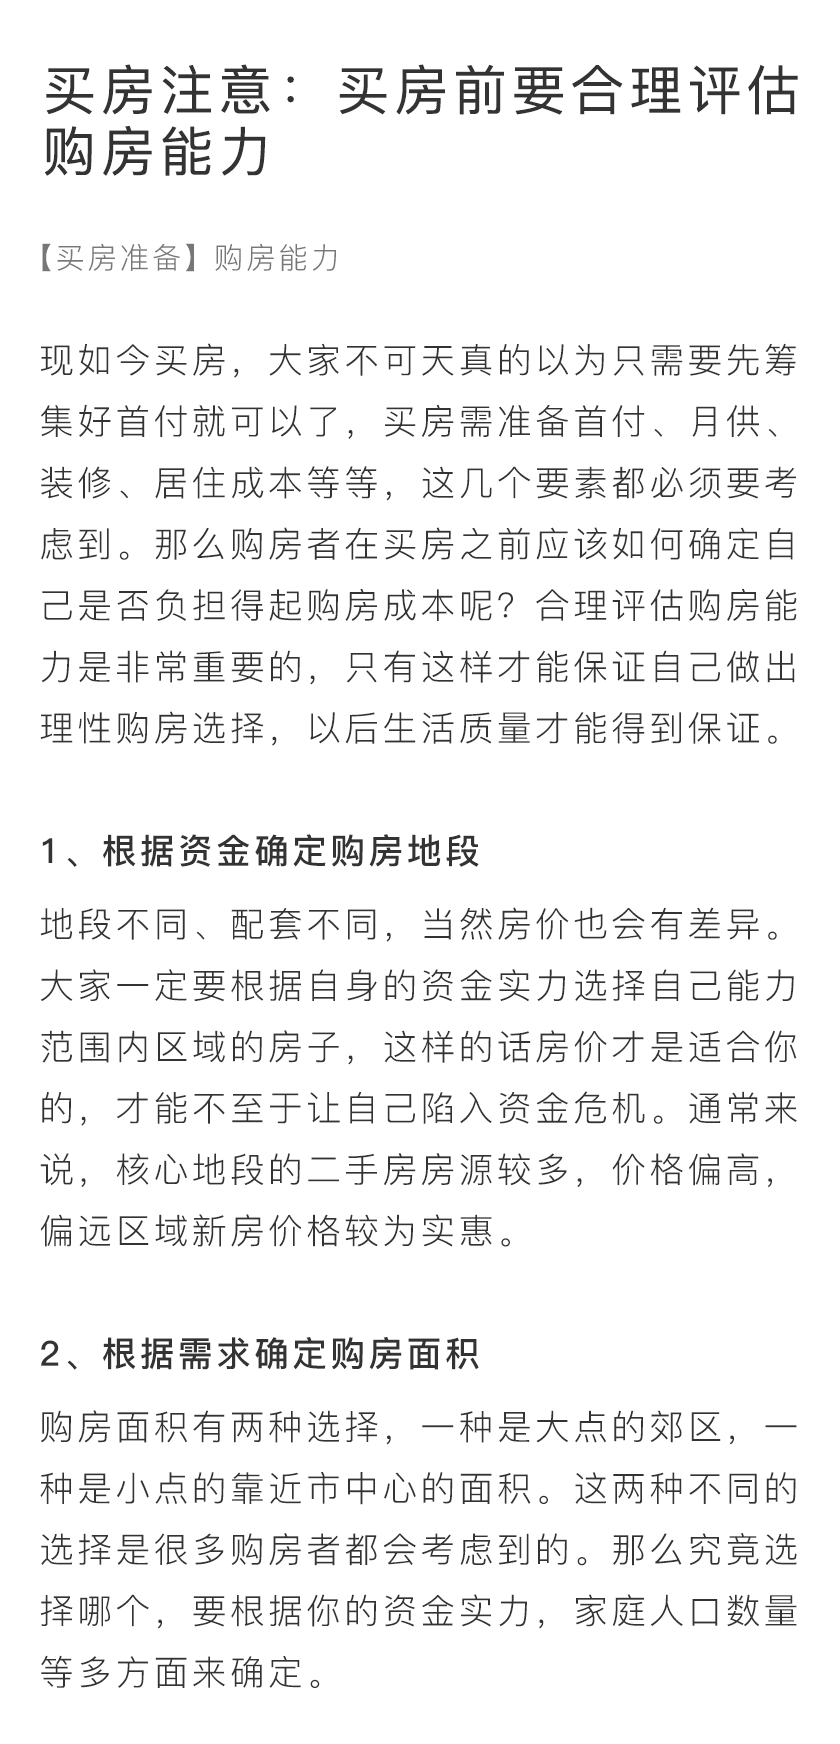 买房注意：买房前要合理评估
购房能力
【买房准备】购房能力
现如今买房，大家不可天真的以为只需要先筹
集好首付就可以了，买房需准备首付、月供、
装修、居住成本等等，这几个要素都必须要考
虑到。那么购房者在买房之前应该如何确定自
己是否负担得起购房成本呢？合理评估购房能
力是非常重要的，只有这样才能保证自己做出
理性购房选择，以后生活质量才能得到保证。
1、根据资金确定购房地段
地段不同、配套不同，当然房价也会有差异。
大家一定要根据自身的资金实力选择自己能力
范围内区域的房子，这样的话房价才是适合你
的，才能不至于让自己陷入资金危机。通常来
说，核心地段的二手房房源较多，价格偏高，
偏远区域新房价格较为实惠。
2、根据需求确定购房面积
购房面积有两种选择，一种是大点的郊区，一
种是小点的靠近市中心的面积。这两种不同的
选择是很多购房者都会考虑到的。那么究竟选
择哪个，要根据你的资金实力，家庭人口数量
等多方面来确定。